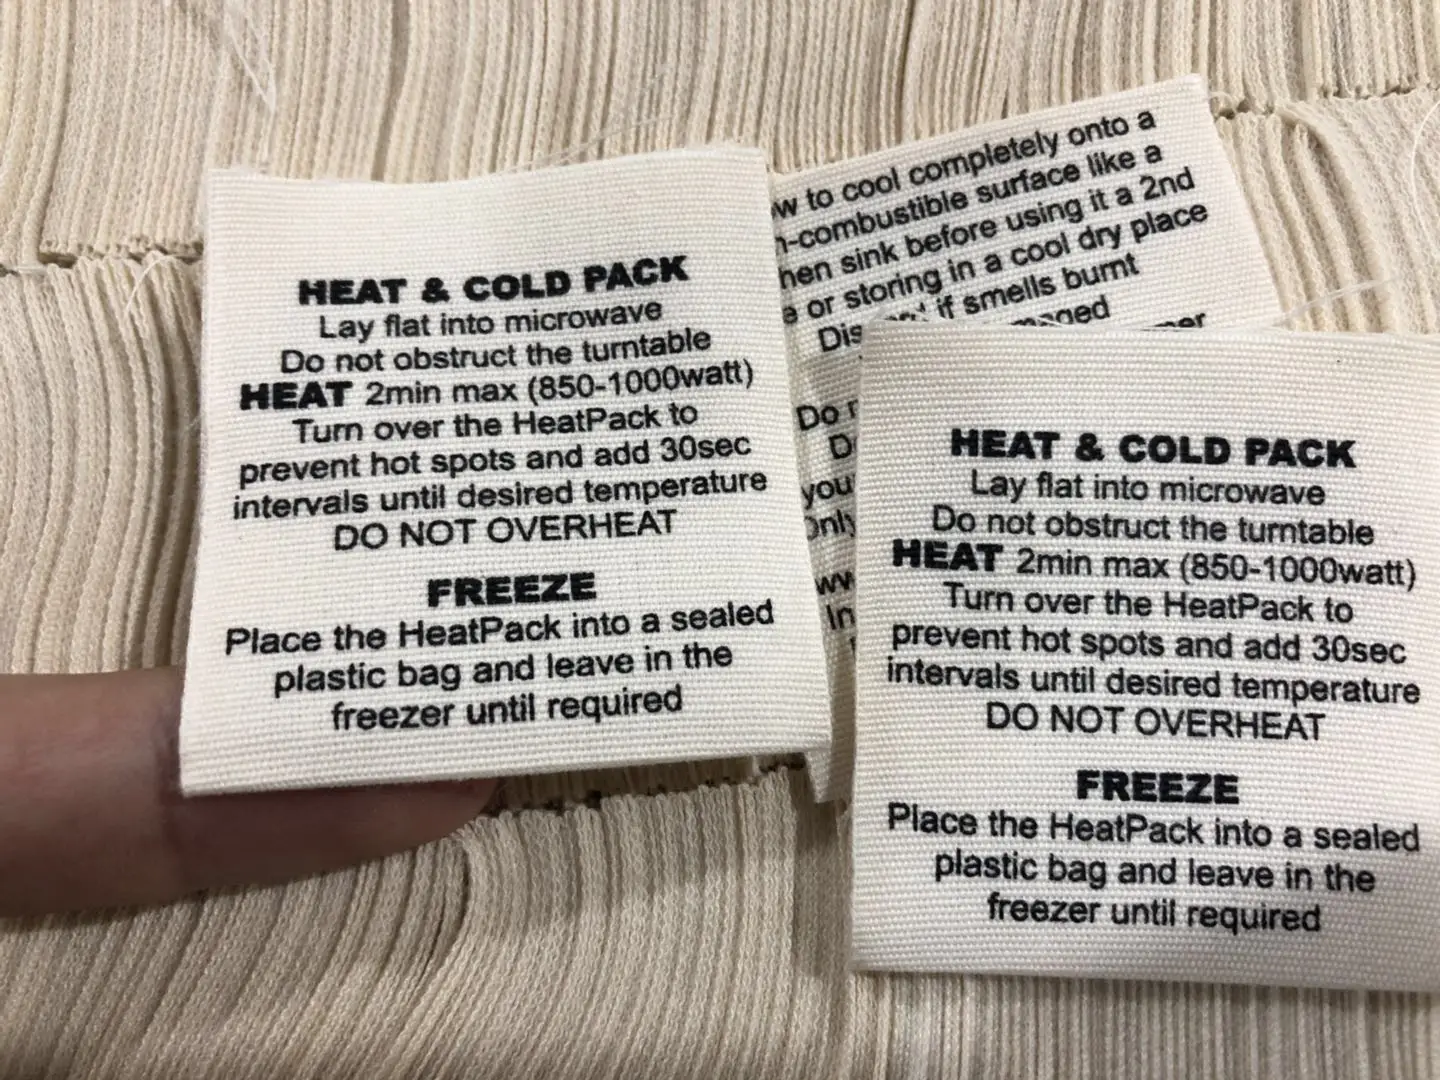 HEAT & COLD PACK
Lay flat into microwave
Do not obstruct the turntable
HEAT 2min max (850-1000watt)
Turn over the HeatPack to
prevent hot spots and add 30sec
intervals until desired temperature
DO NOT OVERHEAT
FREEZE
Place the HeatPack into a sealed
plastic bag and leave in the
freezer until required
to cool completely onto a
-combustible surface like a
sink before using it a 2nd
or storing in a cool dry place
if smells burnt
Do
you
HEAT & COLD PACK
Lay flat into microwave
Do not obstruct the turntable
HEAT 2min max (850-1000watt)
Turn over the HeatPack to
prevent hot spots and add 30sec
intervals until desired temperature
DO NOT OVERHEAT
FREEZE
Place the HeatPack into a sealed
plastic bag and leave in the
freezer until required